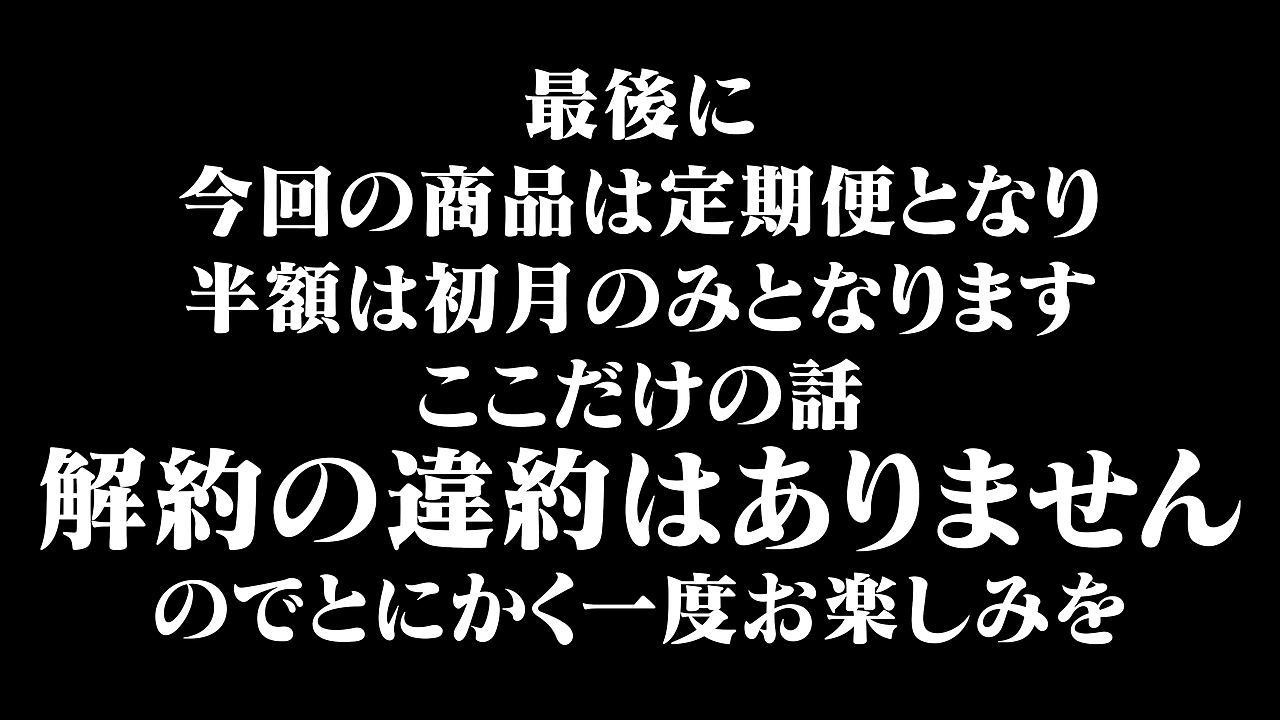 最後に
今回の商品は定期便となり
半額は初月のみとなります
ここだけの話
解約の違約はありません
のでとにかく一度お楽しみを